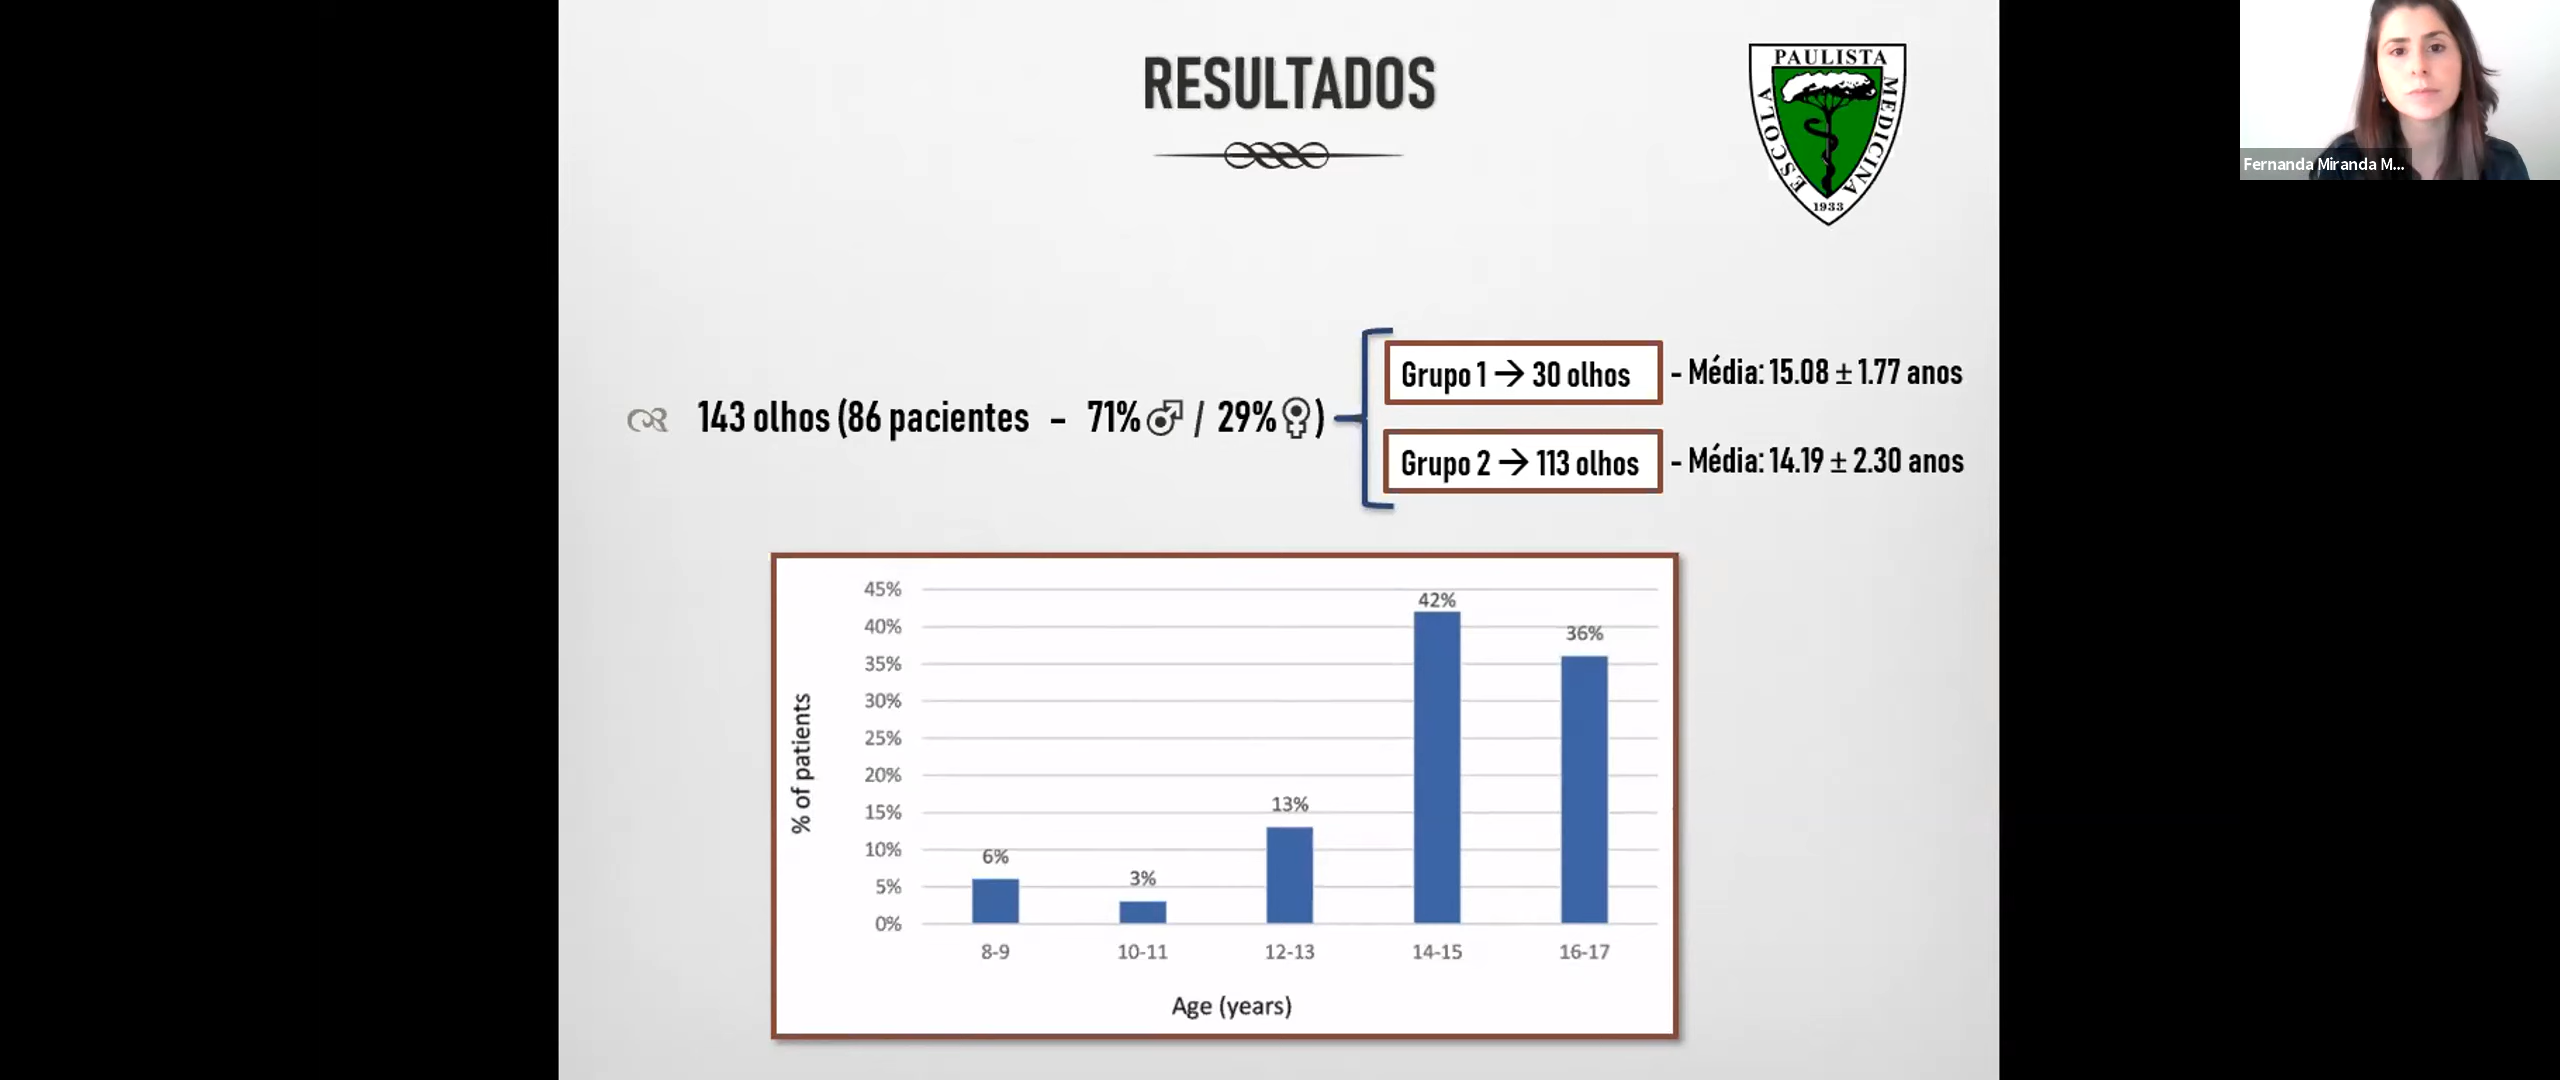 RESULTADOS
ESCOLA
PAULISTA
MEDICINA
1933
Fernanda Miranda M...
143 olhos (86 pacientes - 71% ♂ / 29% ♀)
Grupo 1 → 30 olhos
- Média: 15.08 ± 1.77 anos
Grupo 2 → 113 olhos
- Média: 14.19 ± 2.30 anos
% of patients
45%
40%
35%
30%
25%
20%
15%
10%
5%
0%
6%
3%
13%
42%
36%
8-9
10-11
12-13
14-15
16-17
Age (years)